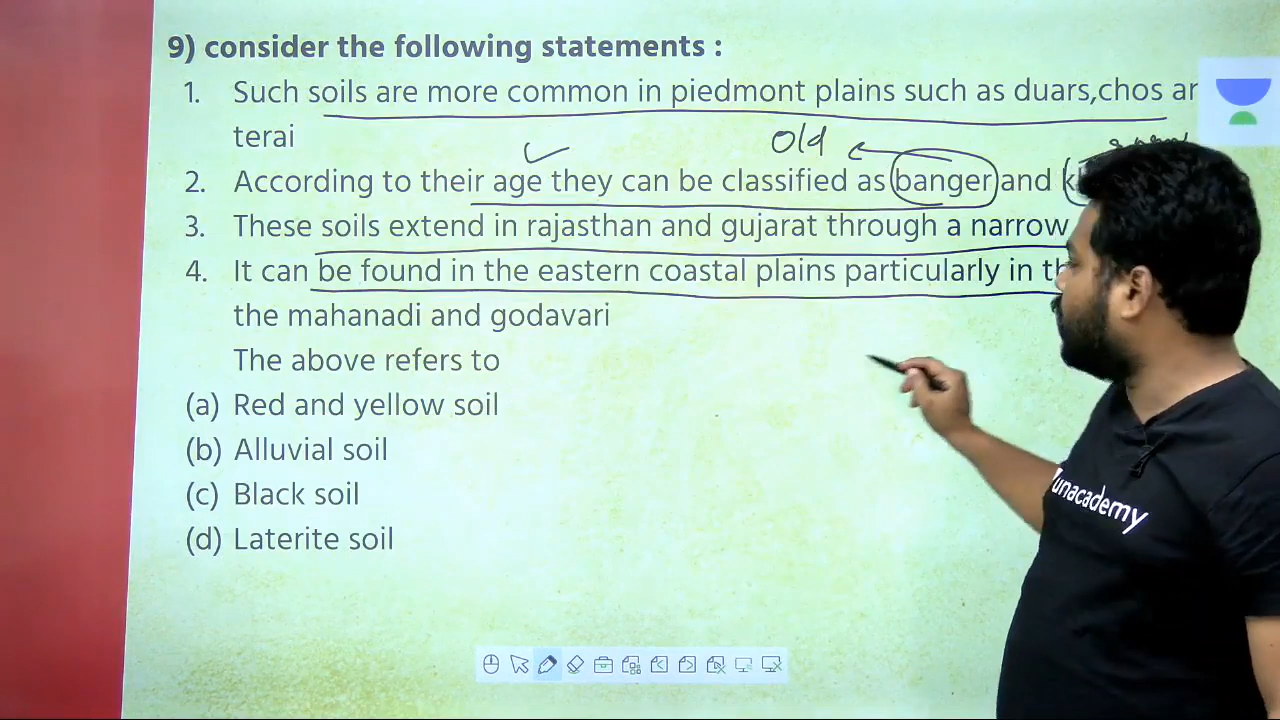 9) consider the following statements :
1. Such soils are more common in piedmont plains such as duars,chos
terai
Old
2. According to their age they can be classified as banger and
3. These soils extend in rajasthan and gujarat through a narrow
4. It can be found in the eastern coastal plains particularly in
the mahanadi and godavari
The above refers to
(a) Red and yellow soil
(b) Alluvial soil
(c) Black soil
(d) Laterite soil
unacademy